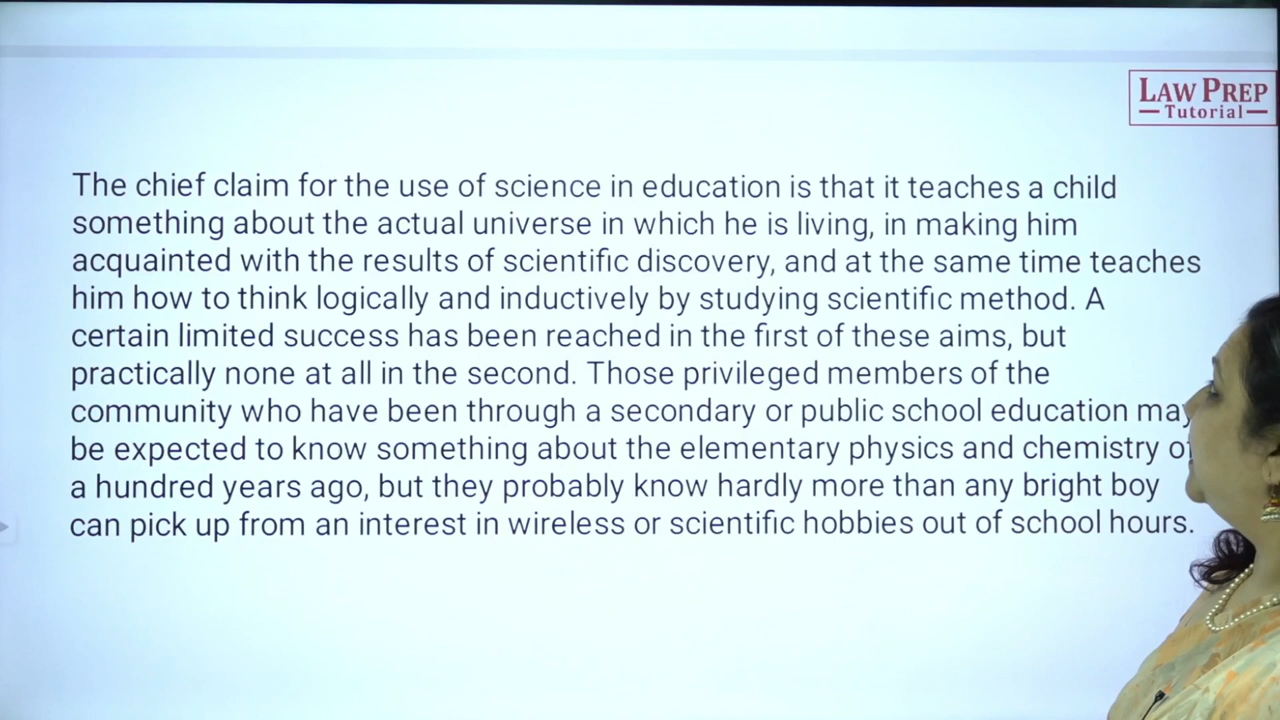 LAW PREP
Tutorial
The chief claim for the use of science in education is that it teaches a child
something about the actual universe in which he is living, in making him
acquainted with the results of scientific discovery, and at the same time teaches
him how to think logically and inductively by studying scientific method. A
certain limited success has been reached in the first of these aims, but
practically none at all in the second. Those privileged members of the
community who have been through a secondary or public school education may
be expected to know something about the elementary physics and chemistry of
a hundred years ago, but they probably know hardly more than any bright boy
can pick up from an interest in wireless or scientific hobbies out of school hours.